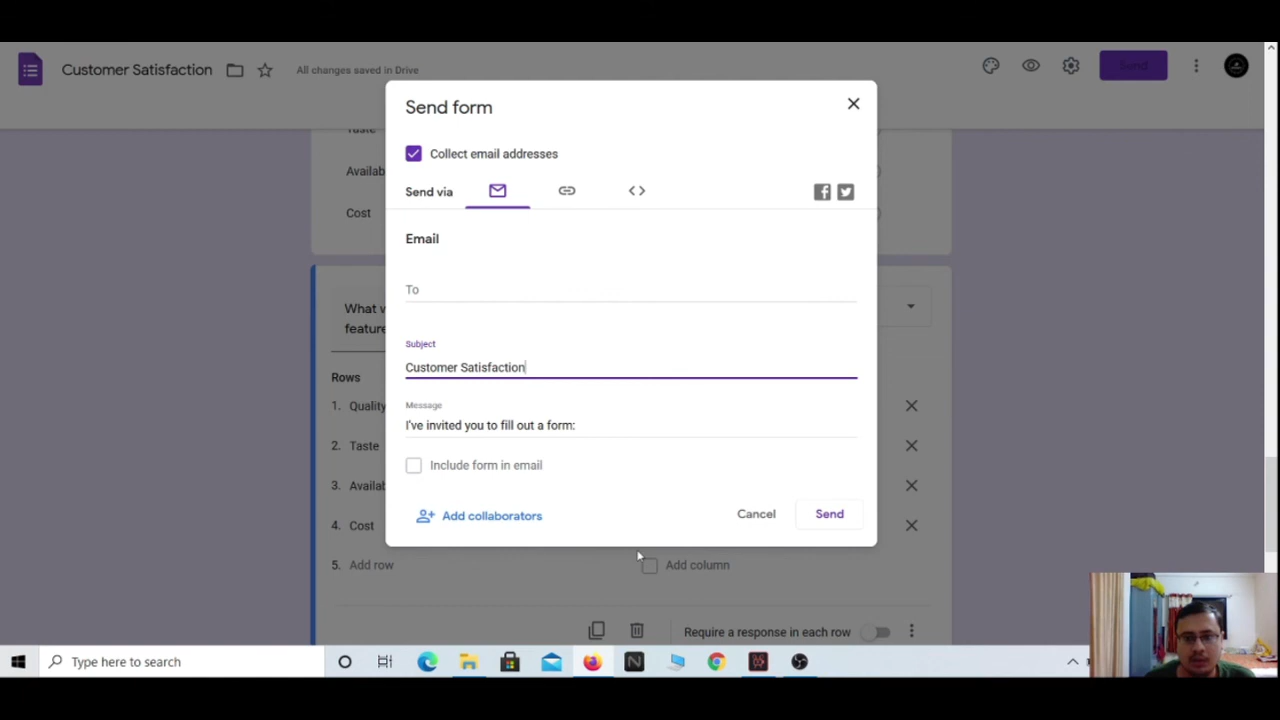 Customer Satisfaction
All changes saved in Drive
Send
Taste
Availab
Cost
Send form
Collect email addresses
Send via
Email
To
Subject
Customer Satisfaction
Message
I've invited you to fill out a form:
Include form in email
Add collaborators
Cancel
Send
What w
feature
Rows
1. Quality
2. Taste
3. Availab
4. Cost
5. Add row
Add column
Require a response in each row
Type here to search